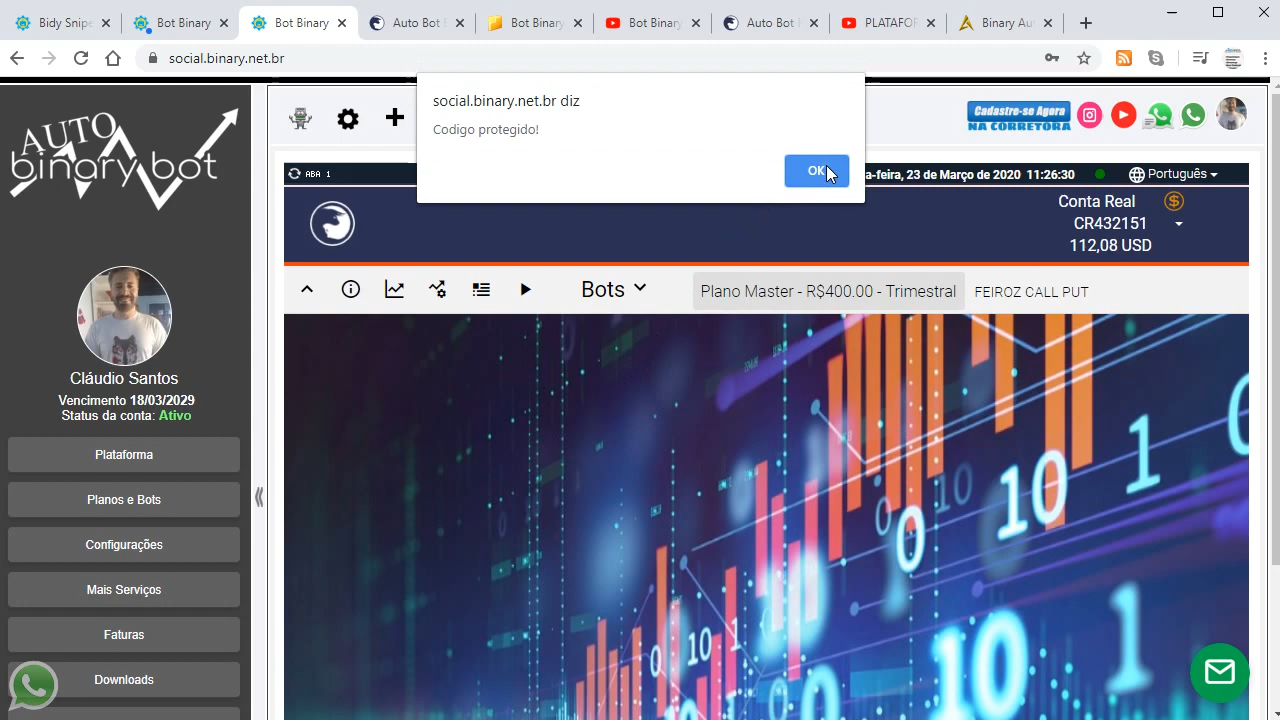 Bidy Snipe
Bot Binary
Bot Binary
Auto Bot
Bot Binary
Bot Binary
Auto Bot
PLATAFOR
Binary Au
social.binary.net.br
social.binary.net.br diz
Codigo protegido!
OK
AUTO
binary bot
Cadastre-se Agora
NA CORRETORA
ABA 1
a-feira, 23 de Março de 2020 11:26:30
Português
Conta Real
CR432151
112,08 USD
Bots
Plano Master - R$400.00 - Trimestral
FEIROZ CALL PUT
Cláudio Santos
Vencimento 18/03/2029
Status da conta: Ativo
Plataforma
Planos e Bots
Configurações
Mais Serviços
Faturas
Downloads